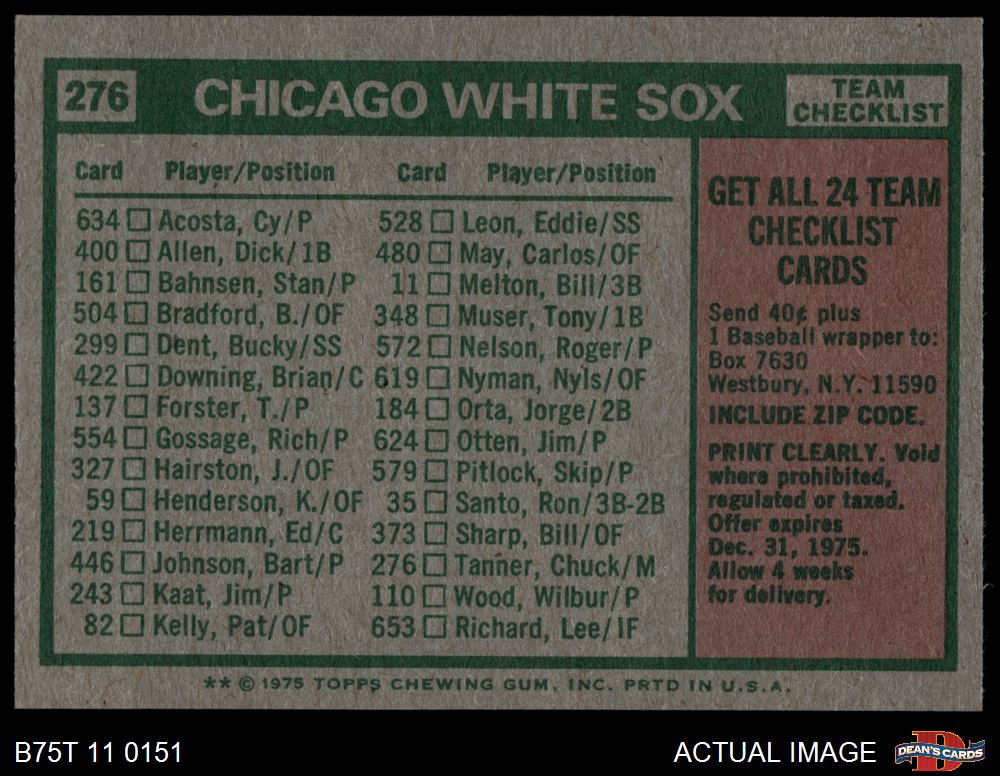 276 CHICAGO WHITE SOX TEAM CHECKLIST
Card Player/Position
634 Acosta, Cy/P
400 Allen, Dick/1B
161 Bahnsen, Stan/P
504 Bradford, B./OF
299 Dent, Bucky/SS
422 Downing, Brian/C
137 Forster, T./P
554 Gossage, Rich/P
327 Hairston, J./OF
59 Henderson, K./OF
219 Herrmann, Ed/C
446 Johnson, Bart/P
243 Kaat, Jim/P
82 Kelly, Pat/OF
Card Player/Position
528 Leon, Eddie/SS
480 May, Carlos/OF
11 Melton, Bill/3B
348 Muser, Tony/1B
572 Nelson, Roger/P
619 Nyman, Nyls/OF
184 Orta, Jorge/2B
624 Otten, Jim/P
579 Pitlock, Skip/P
35 Santo, Ron/3B-2B
373 Sharp, Bill/OF
276 Tanner, Chuck/M
110 Wood, Wilbur/P
653 Richard, Lee/IF
GET ALL 24 TEAM
CHECKLIST
CARDS
Send 40¢ plus
1 Baseball wrapper to:
Box 7630
Westbury, N.Y. 11590
INCLUDE ZIP CODE.
PRINT CLEARLY. Void
where prohibited,
regulated or taxed.
Offer expires
Dec. 31, 1975.
Allow 4 weeks
for delivery.
** © 1975 TOPPS CHEWING GUM, INC. PRTD IN U.S.A.
B75T 11 0151
ACTUAL IMAGE
DEAN'S CARDS